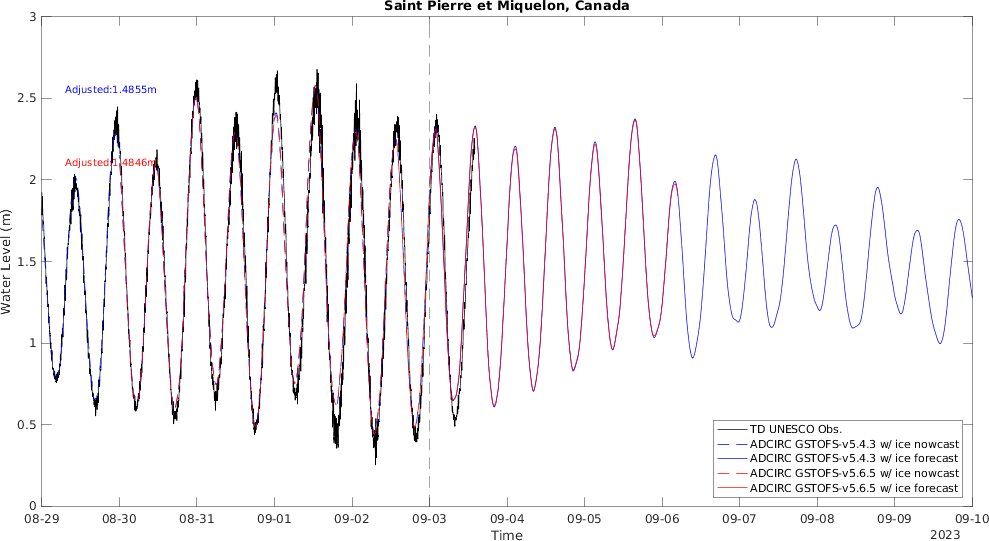 Saint Pierre et Miquelon, Canada
3
2.5
2
1.5
1
0.5
0
Water Level (m)
Adjusted:1.4855m
Adjusted:1.4846m
TD UNESCO Obs.
ADCIRC GSTOFS-v5.4.3 w/ ice nowcast
ADCIRC GSTOFS-v5.4.3 w/ ice forecast
ADCIRC GSTOFS-v5.6.5 w/ ice nowcast
ADCIRC GSTOFS-v5.6.5 w/ ice forecast
08-29 08-30 08-31 09-01 09-02 09-03 09-04 09-05 09-06 09-07 09-08 09-09 09-10
Time
2023